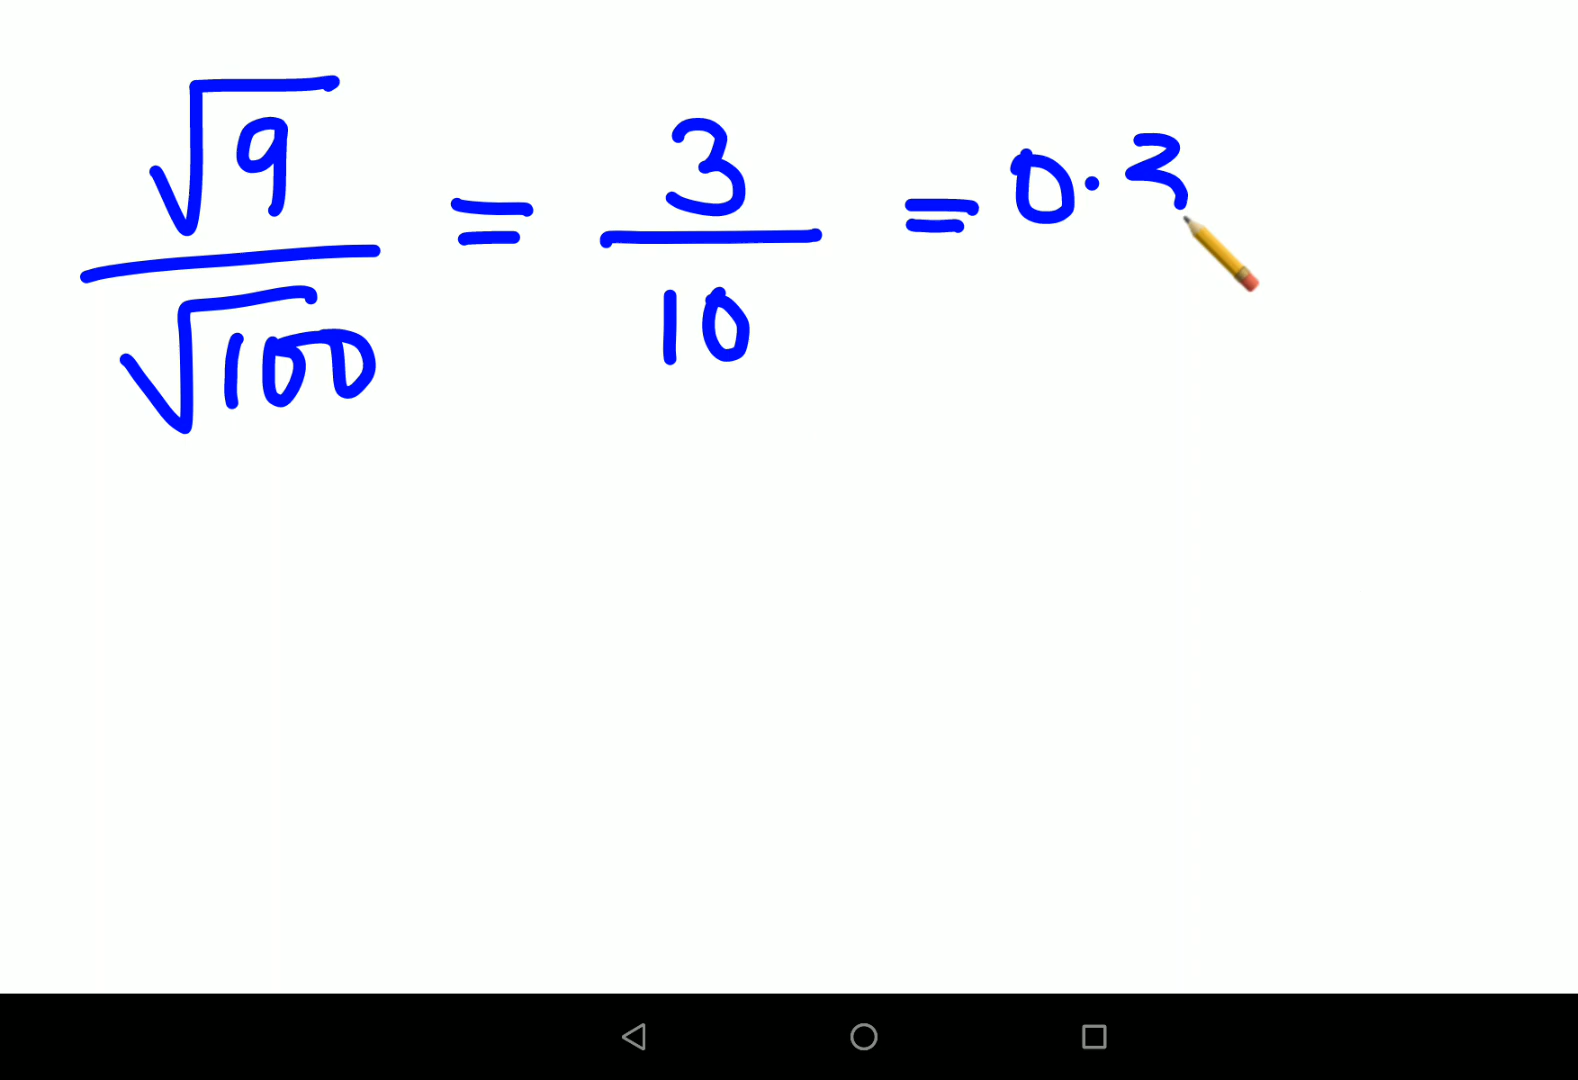 √9 / √100 = 3 / 10 = 0.3